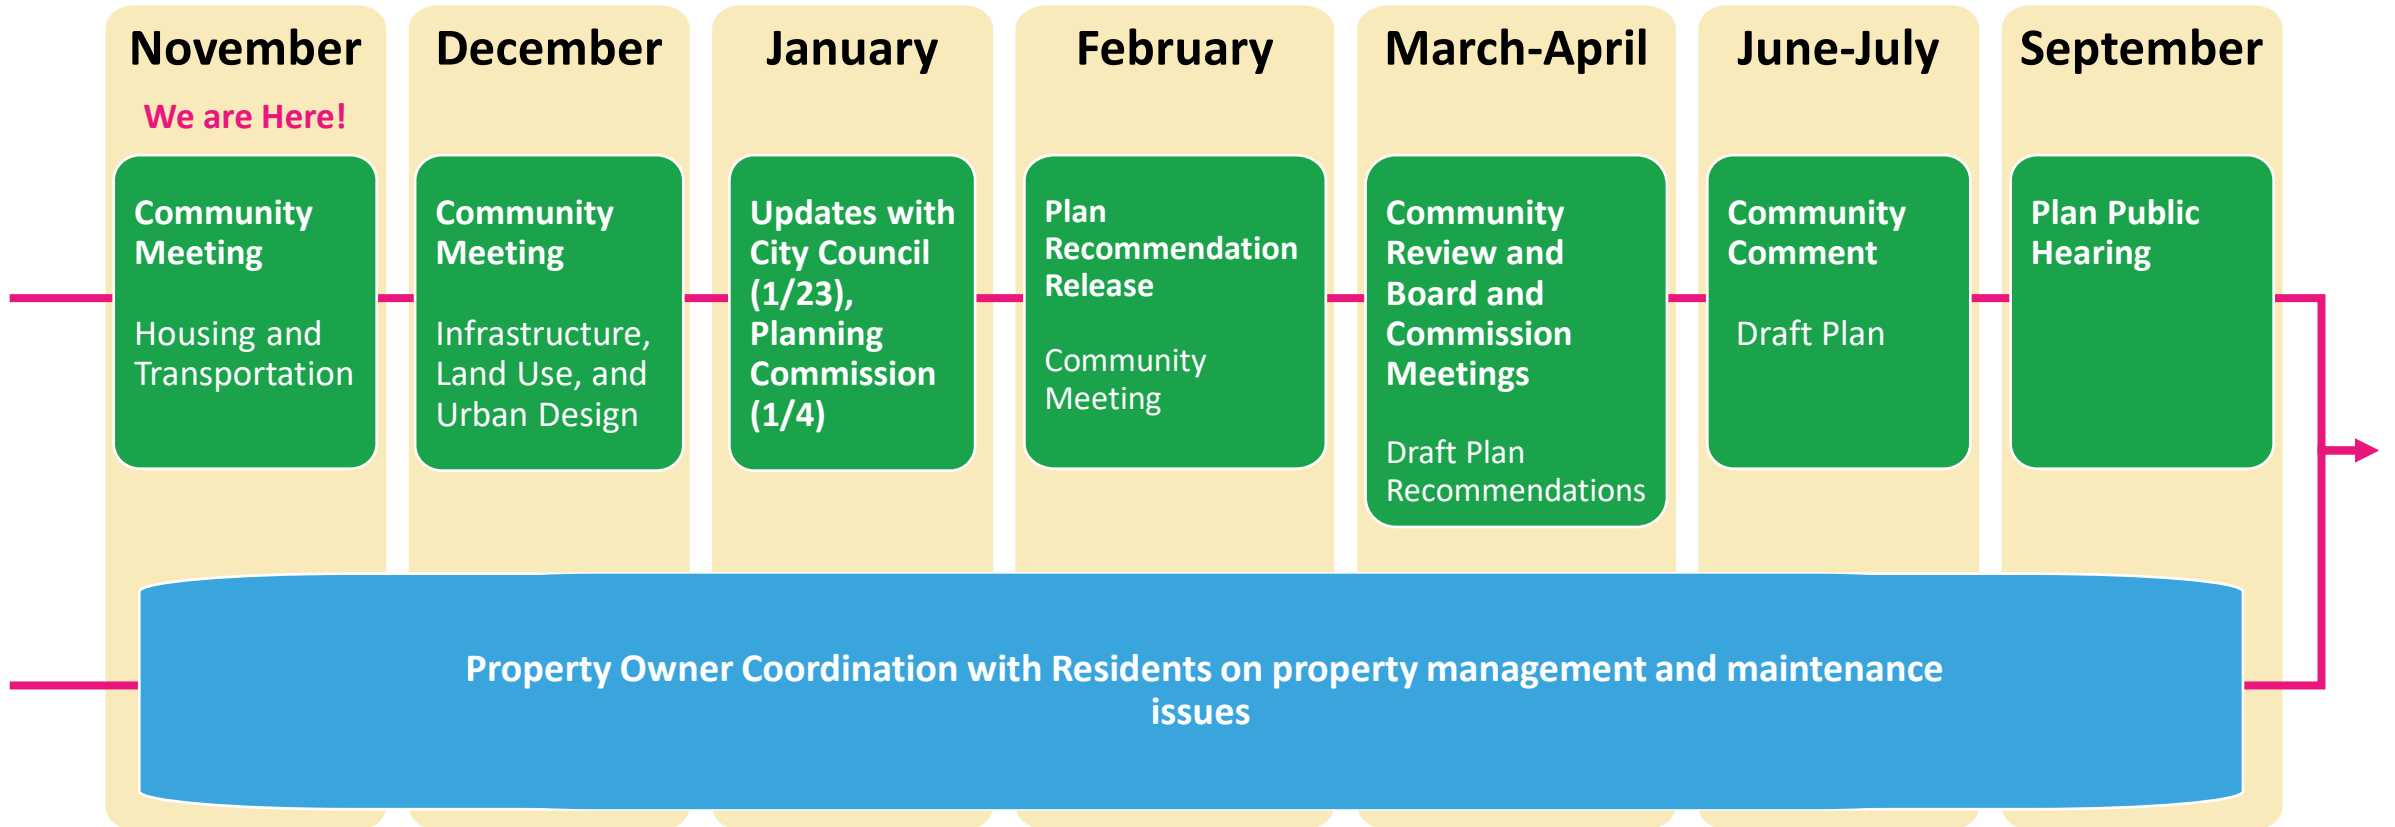 November
We are Here!
Community
Meeting
Housing and
Transportation
December
Community
Meeting
Infrastructure,
Land Use, and
Urban Design
January
Updates with
City Council
(1/23),
Planning
Commission
(1/4)
February
Plan
Recommendation
Release
Community
Meeting
March-April
Community
Review and
Board and
Commission
Meetings
Draft Plan
Recommendations
June-July
Community
Comment
Draft Plan
September
Plan Public
Hearing
Property Owner Coordination with Residents on property management and maintenance
issues